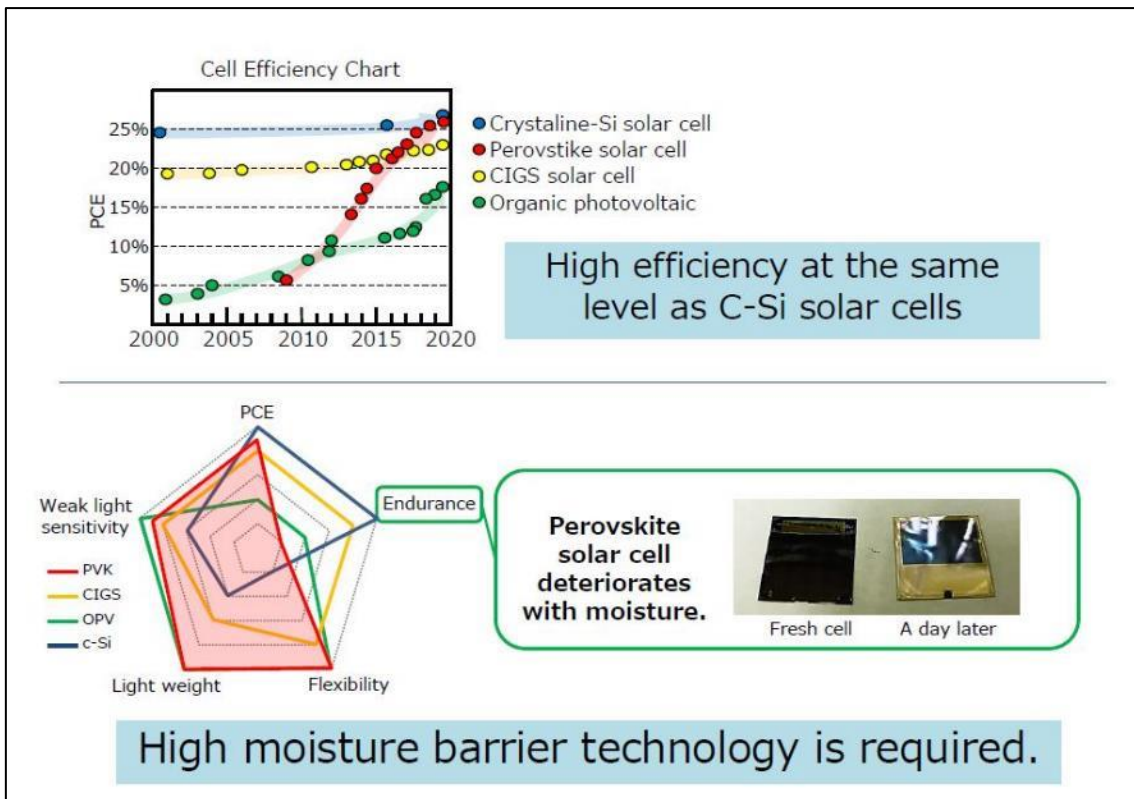 Cell Efficiency Chart
25%
20%
15%
10%
5%
PCE
2000 2005 2010 2015 2020
Crystaline-Si solar cell
Perovstike solar cell
CIGS solar cell
Organic photovoltaic
High efficiency at the same
level as C-Si solar cells
PCE
Weak light
sensitivity
Endurance
PVK
CIGS
OPV
c-Si
Light weight
Flexibility
Perovskite
solar cell
deteriorates
with moisture.
Fresh cell
A day later
High moisture barrier technology is required.